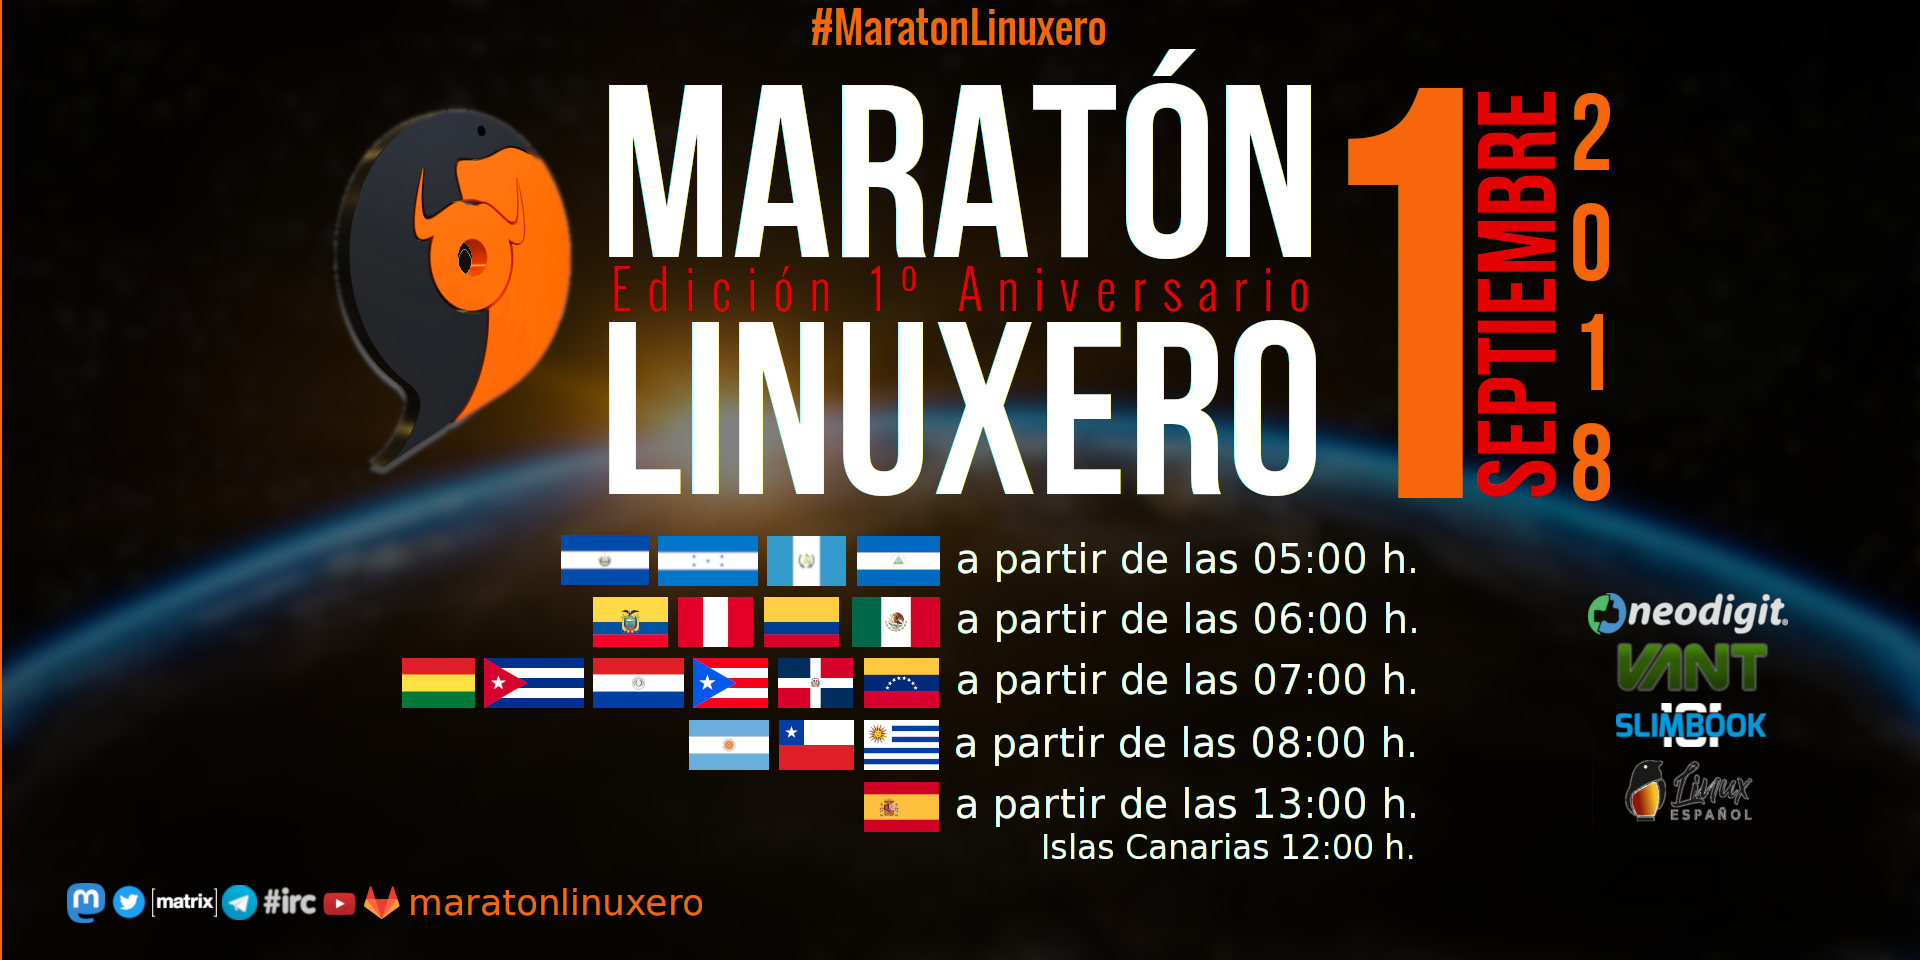 #MaratonLinuxero
MARATÓN
Edición 1º Aniversario
LINUXERO
1
SEPTIEMBRE
2018
a partir de las 05:00 h.
a partir de las 06:00 h.
a partir de las 07:00 h.
a partir de las 08:00 h.
a partir de las 13:00 h.
Islas Canarias 12:00 h.
neodigit®
VANT
SLIMBOOK
Linux
ESPAÑOL
[matrix] #irc maratonlinuxero